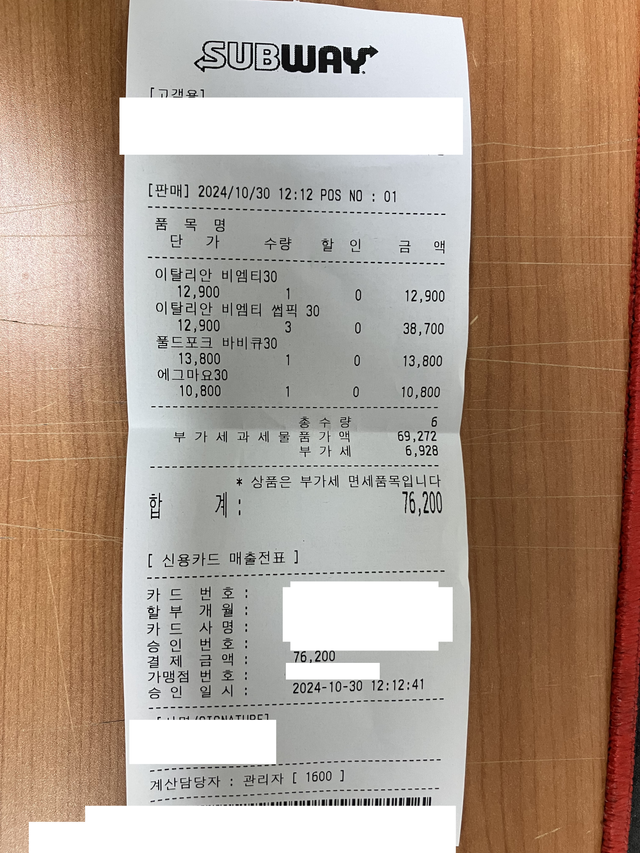 SUBWAY
[고객용]
[판매] 2024/10/30 12:12 POS NO : 01
품 목 명
단 가 수량 할 인 금 액
이탈리안 비엠티30
12,900 1 0 12,900
이탈리안 비엠티 썹픽 30
12,900 3 0 38,700
풀드포크 바비큐30
13,800 1 0 13,800
에그마요30
10,800 1 0 10,800
총 수 량 6
부 가 세 과 세 물 품 가 액 69,272
부 가 세 6,928
* 상품은 부가세 면세품목입니다
합 계 : 76,200
[ 신용카드 매출전표 ]
카 드 번 호 :
할 부 개 월 :
카 드 사 명 :
승 인 번 호 :
결 제 금 액 : 76,200
가맹점 번 호 :
승 인 일 시 : 2024-10-30 12:12:41
/SIGNATURE]
계산담당자 : 관리자 [ 1600 ]